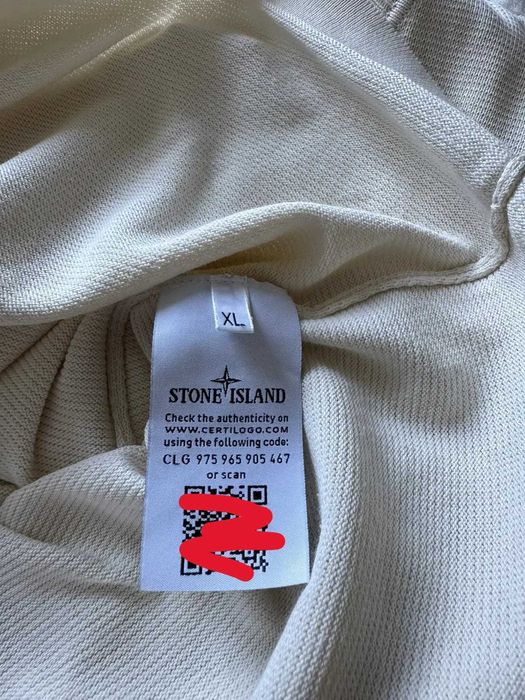 XL
STONE ISLAND
Check the authenticity on
WWW.CERTILOGO.COM
using the following code:
CLG 975 965 905 467
or scan